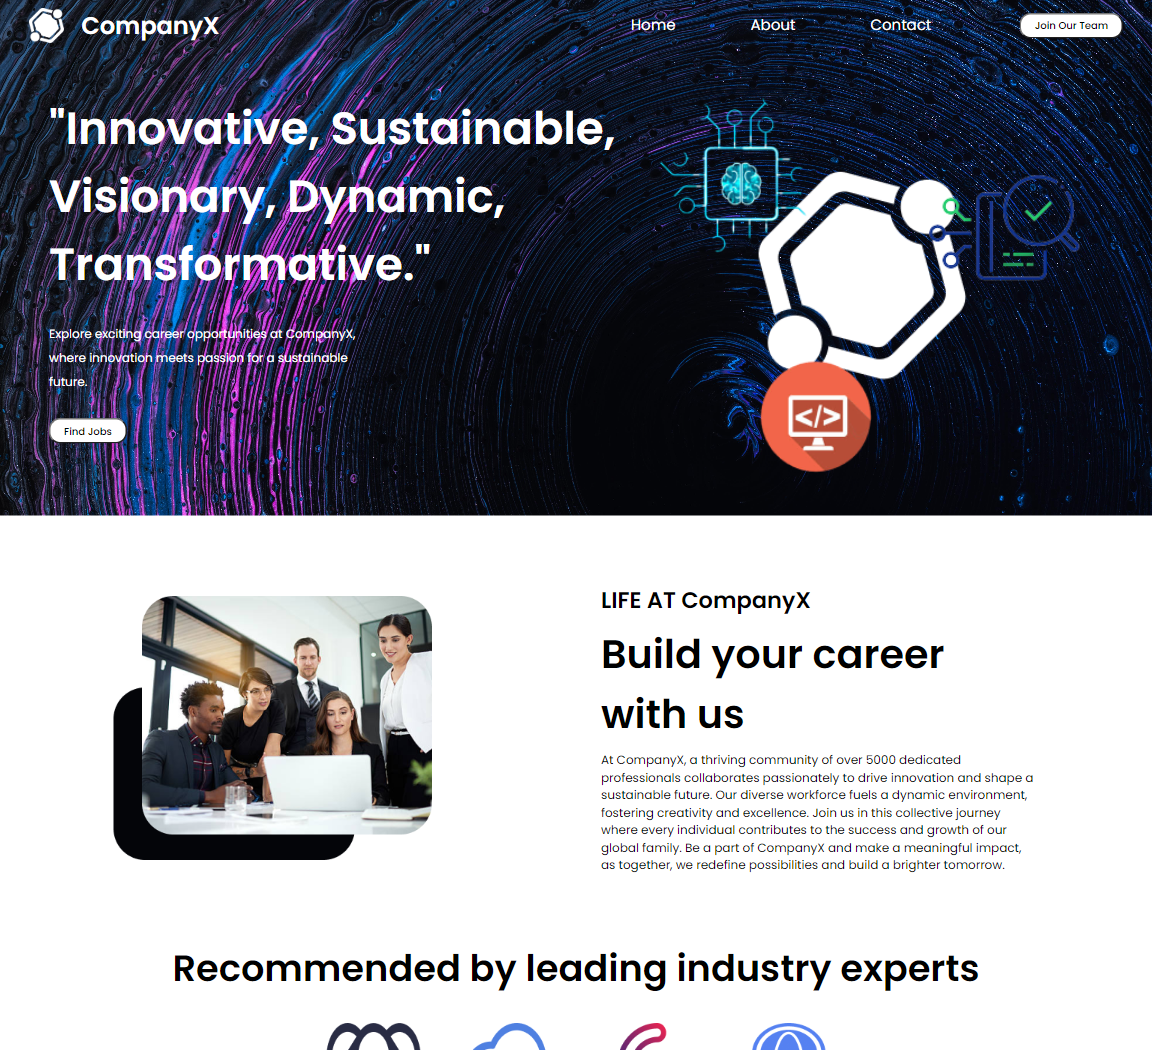 CompanyX
Home
About
Contact
Join Our Team
"Innovative, Sustainable,
Visionary, Dynamic,
Transformative."
Explore exciting career opportunities at CompanyX,
where innovation meets passion for a sustainable
future.
Find Jobs
</>
LIFE AT CompanyX
Build your career
with us
At CompanyX, a thriving community of over 5000 dedicated
professionals collaborates passionately to drive innovation and shape a
sustainable future. Our diverse workforce fuels a dynamic environment,
fostering creativity and excellence. Join us in this collective journey
where every individual contributes to the success and growth of our
global family. Be a part of CompanyX and make a meaningful impact,
as together, we redefine possibilities and build a brighter tomorrow.
Recommended by leading industry experts